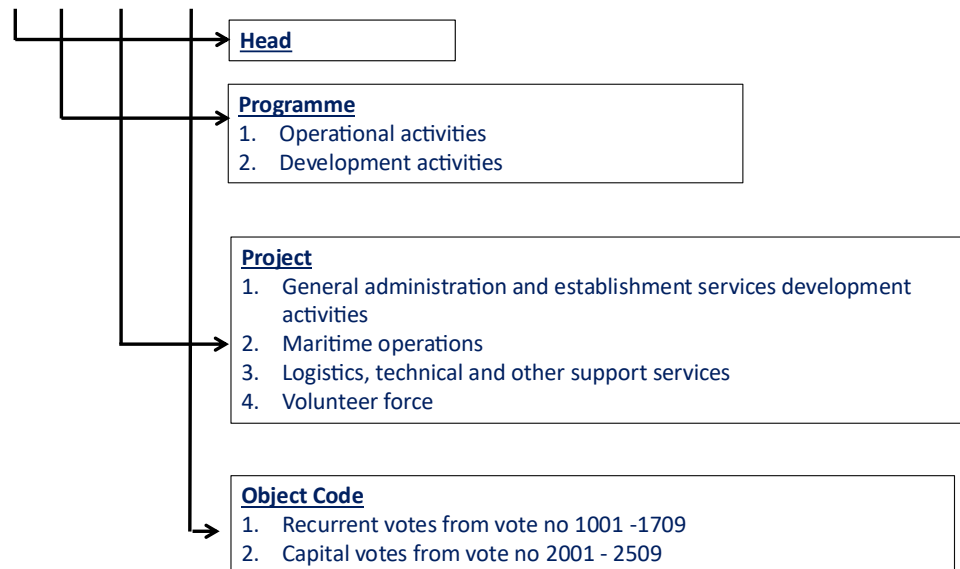 Head
Programme
1. Operational activities
2. Development activities
Project
1. General administration and establishment services development
activities
2. Maritime operations
3. Logistics, technical and other support services
4. Volunteer force
Object Code
1. Recurrent votes from vote no 1001 -1709
2. Capital votes from vote no 2001 - 2509